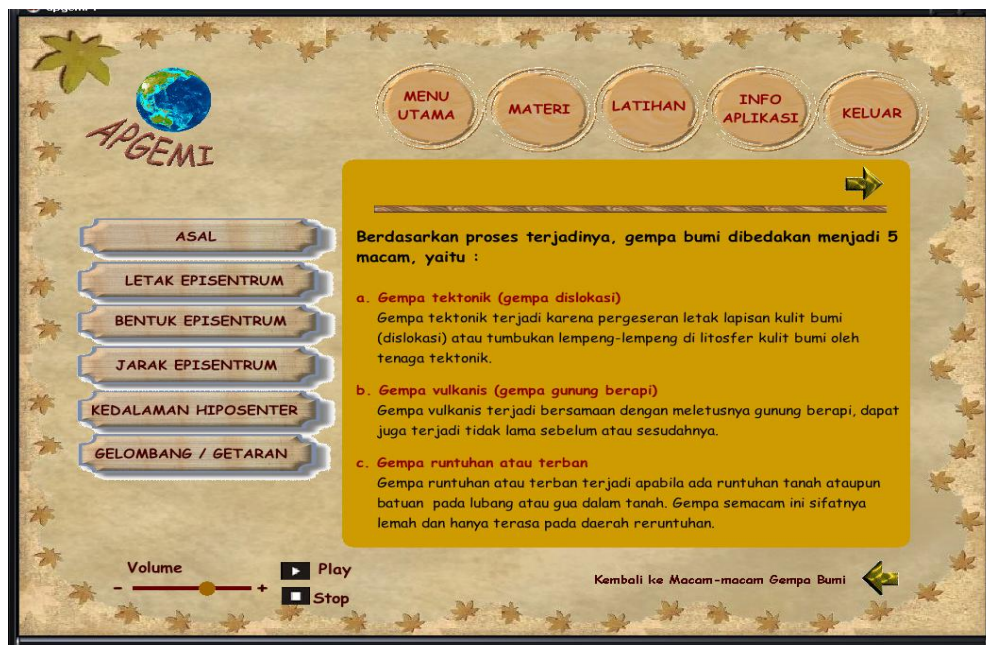 APGEMI
MENU
UTAMA
MATERI
LATIHAN
INFO
APLIKASI
KELUAR
ASAL
LETAK EPISENTRUM
BENTUK EPISENTRUM
JARAK EPISENTRUM
KEDALAMAN HIPOSENTER
GELOMBANG / GETARAN
Berdasarkan proses terjadinya, gempa bumi dibedakan menjadi 5
macam, yaitu :
a. Gempa tektonik (gempa dislokasi)
Gempa tektonik terjadi karena pergeseran letak lapisan kulit bumi
(dislokasi) atau tumbukan lempeng-lempeng di litosfer kulit bumi oleh
tenaga tektonik.
b. Gempa vulkanis (gempa gunung berapi)
Gempa vulkanis terjadi bersamaan dengan meletusnya gunung berapi, dapat
juga terjadi tidak lama sebelum atau sesudahnya.
c. Gempa runtuhan atau terban
Gempa runtuhan atau terban terjadi apabila ada runtuhan tanah ataupun
batuan pada lubang atau gua dalam tanah. Gempa semacam ini sifatnya
lemah dan hanya terasa pada daerah reruntuhan.
Volume
- +
Play
Stop
Kembali ke Macam-macam Gempa Bumi